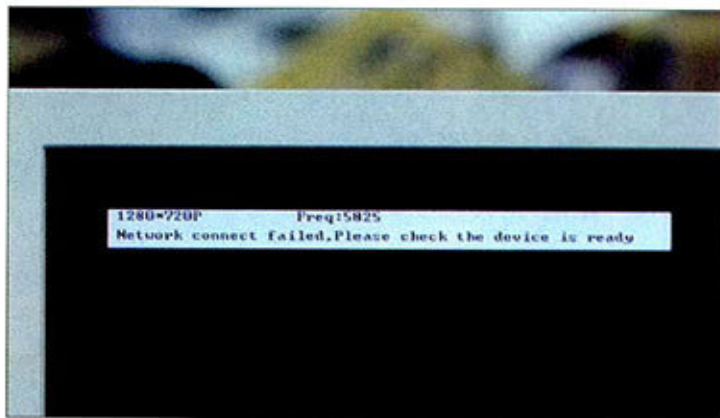 1280*720P Freq:5825
Network connect failed,Please check the device is ready